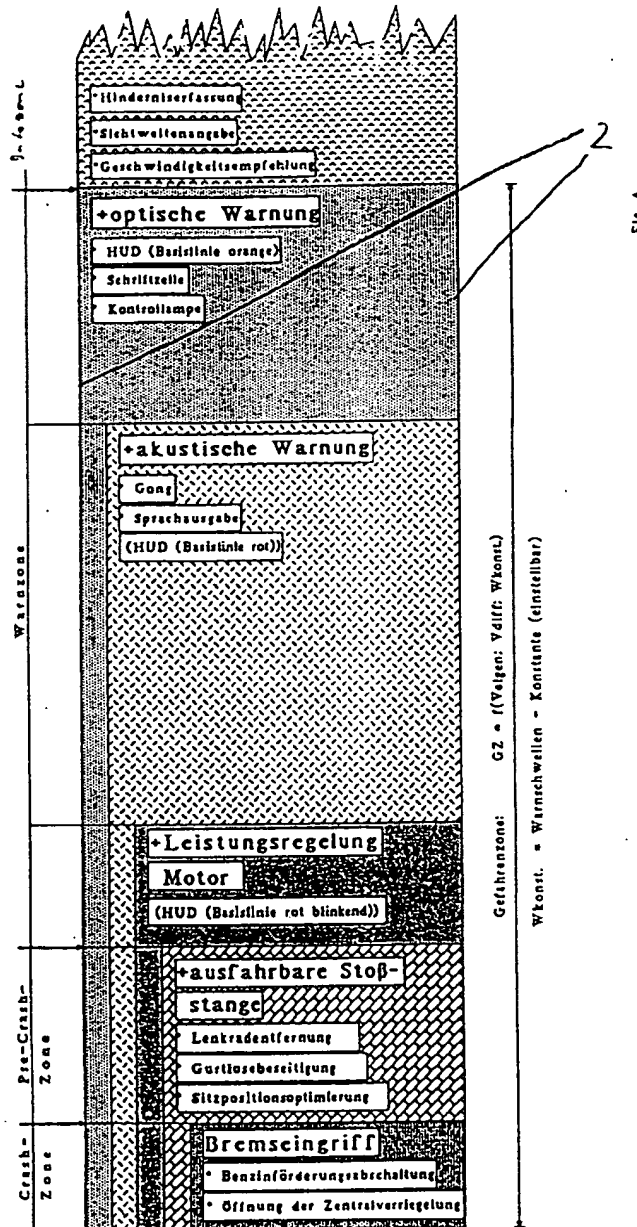 *Hinderniserfassung
*Sichtweitenangabe
*Geschwindigkeitsempfehlung
2
+optische Warnung
HUD (Basislinie orange)
Schriftzeile
Kontrollampe
+akustische Warnung
Gong
Sprachausgabe
(HUD (Basislinie rot))
Warnzone
+Leistungsregelung
Motor
(HUD (Basislinie rot blinkend))
Pre-Crash-
Zone
+ausfahrbare Stoß-
stange
Lenkradentfernung
Gurtlosebeseitigung
Sitzpositionsoptimierung
Crash-
Zone
Bremseingriff
* Benzinförderungsabschaltung
* Öffnung der Zentralverriegelung
Gefahrenzone: GZ = f(Veigen; Vdiff; Wkonst.)
Wkonst. = Warnschwellen - Konstante (einstellbar)